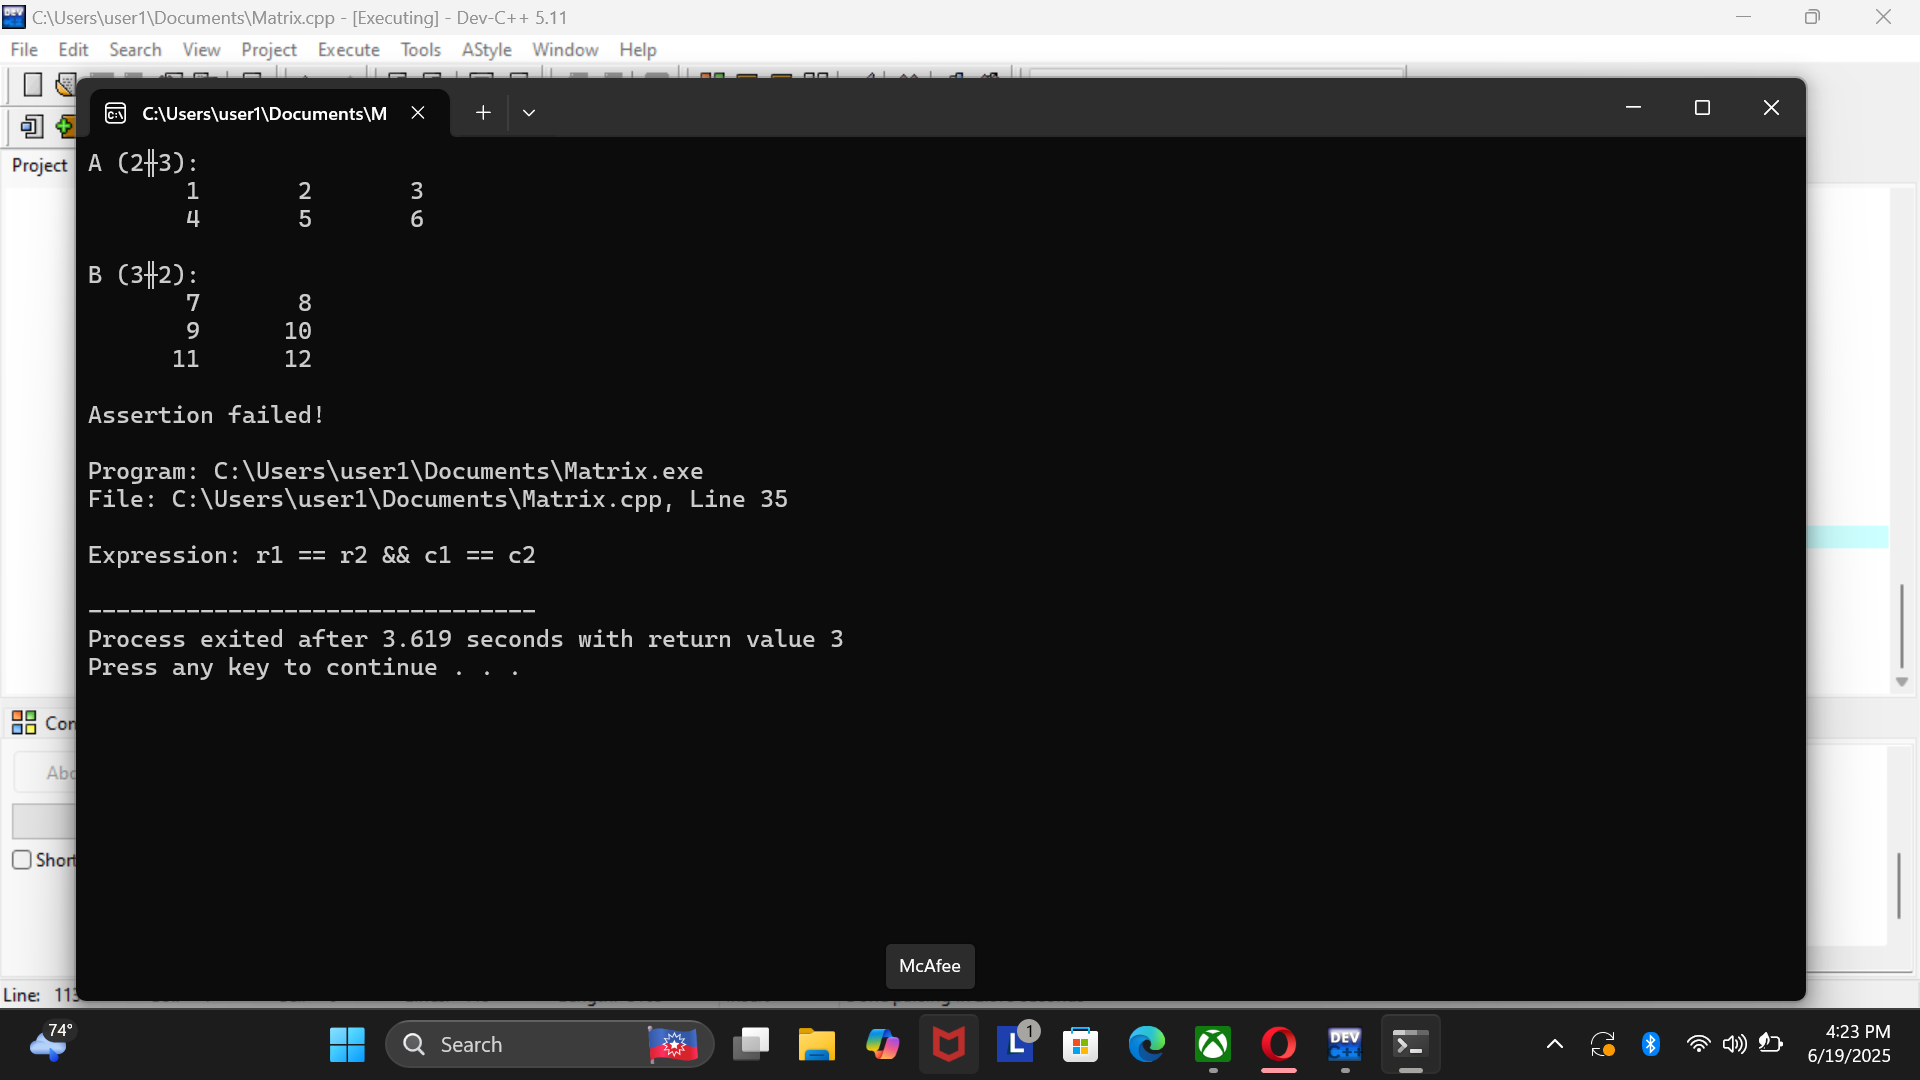 C:\Users\user1\Documents\Matrix.cpp - [Executing] - Dev-C++ 5.11
File Edit Search View Project Execute Tools AStyle Window Help
C:\Users\user1\Documents\M
Project
A (2╫3):
1 2 3
4 5 6
B (3╫2):
7 8
9 10
11 12
Assertion failed!
Program: C:\Users\user1\Documents\Matrix.exe
File: C:\Users\user1\Documents\Matrix.cpp, Line 35
Expression: r1 == r2 && c1 == c2
--------------------------------
Process exited after 3.619 seconds with return value 3
Press any key to continue . . .
McAfee
Line:
74°
Search
1
L
DEV
C++
4:23 PM
6/19/2025